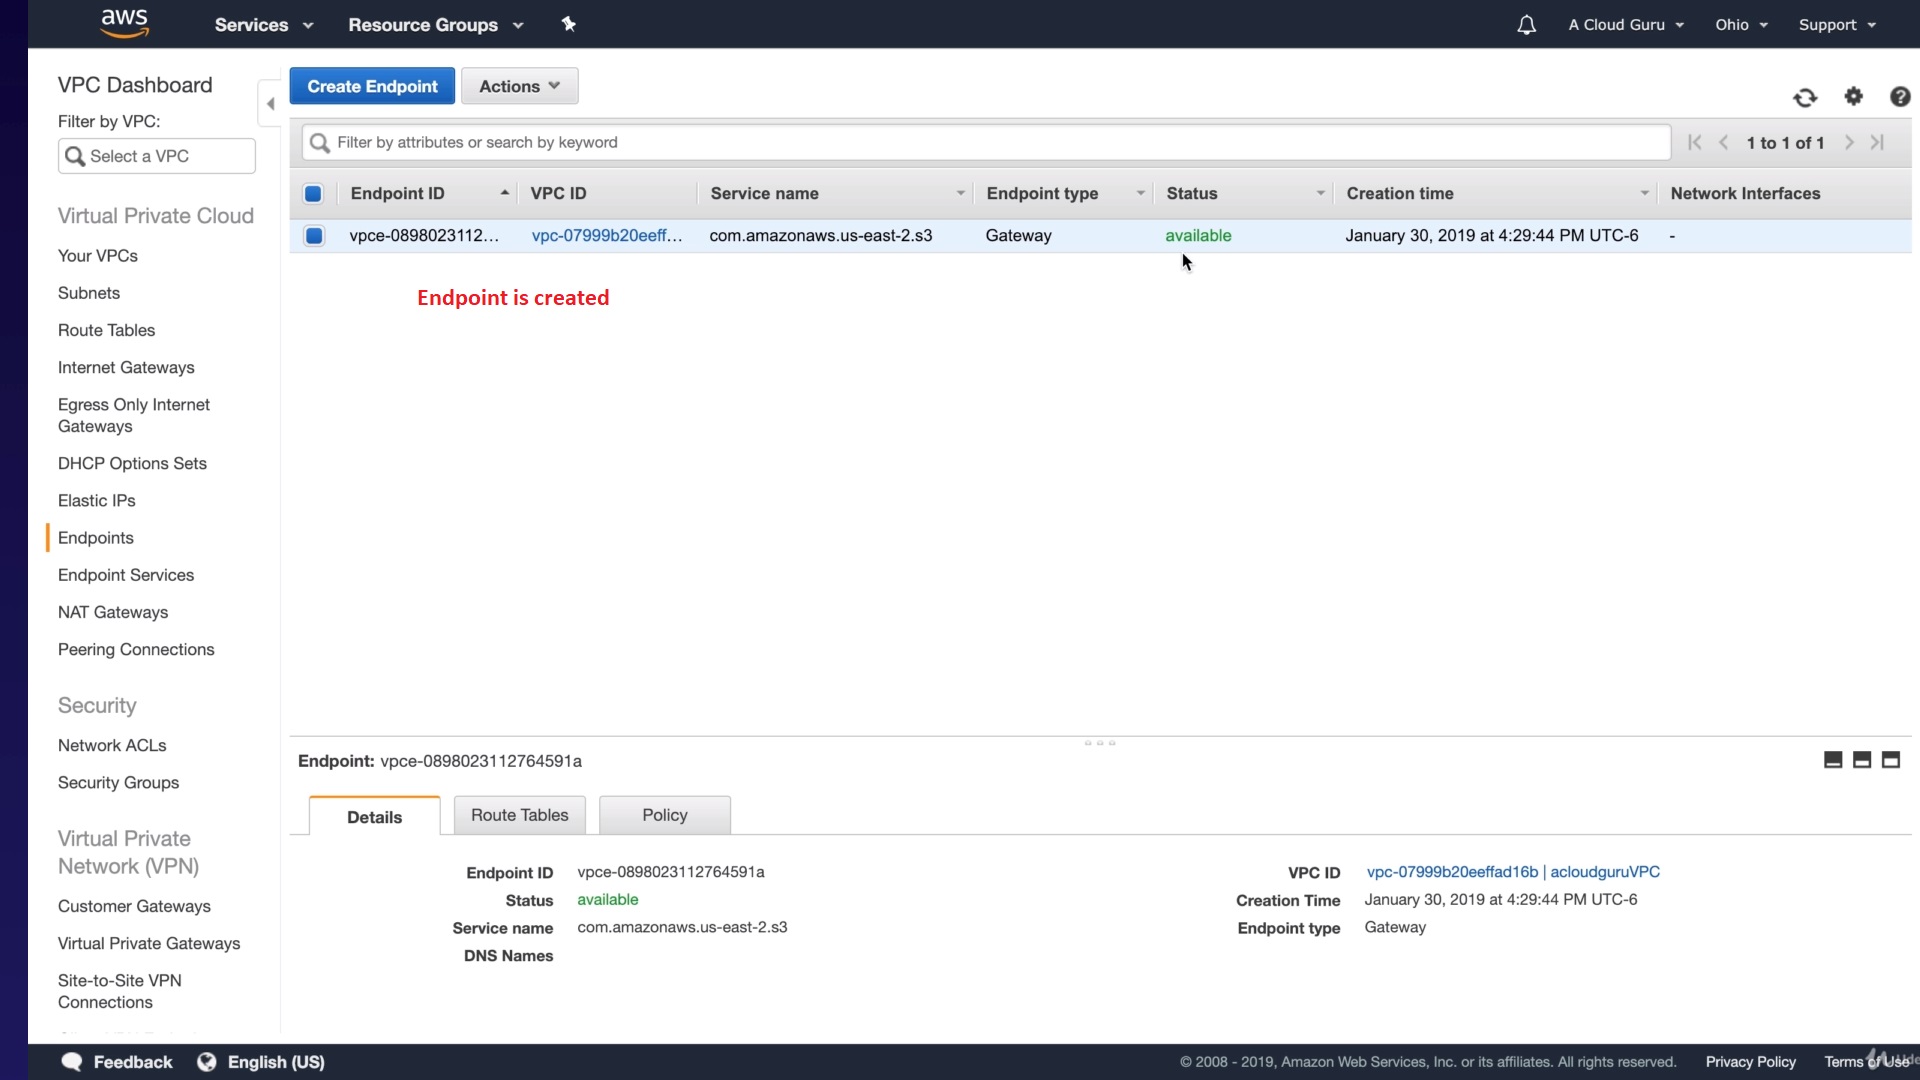 aws Services Resource Groups A Cloud Guru Ohio Support
VPC Dashboard
Filter by VPC:
Select a VPC
Virtual Private Cloud
Your VPCs
Subnets
Route Tables
Internet Gateways
Egress Only Internet
Gateways
DHCP Options Sets
Elastic IPs
Endpoints
Endpoint Services
NAT Gateways
Peering Connections
Security
Network ACLs
Security Groups
Virtual Private
Network (VPN)
Customer Gateways
Virtual Private Gateways
Site-to-Site VPN
Connections
Create Endpoint Actions
Filter by attributes or search by keyword 1 to 1 of 1
Endpoint ID VPC ID Service name Endpoint type Status Creation time Network Interfaces
vpce-0898023112... vpc-07999b20eeff... com.amazonaws.us-east-2.s3 Gateway available January 30, 2019 at 4:29:44 PM UTC-6 -
Endpoint is created
Endpoint: vpce-0898023112764591a
Details Route Tables Policy
Endpoint ID vpce-0898023112764591a VPC ID vpc-07999b20eeffad16b | acloudguruVPC
Status available Creation Time January 30, 2019 at 4:29:44 PM UTC-6
Service name com.amazonaws.us-east-2.s3 Endpoint type Gateway
DNS Names
Feedback English (US) © 2008 - 2019, Amazon Web Services, Inc. or its affiliates. All rights reserved. Privacy Policy Terms of Use